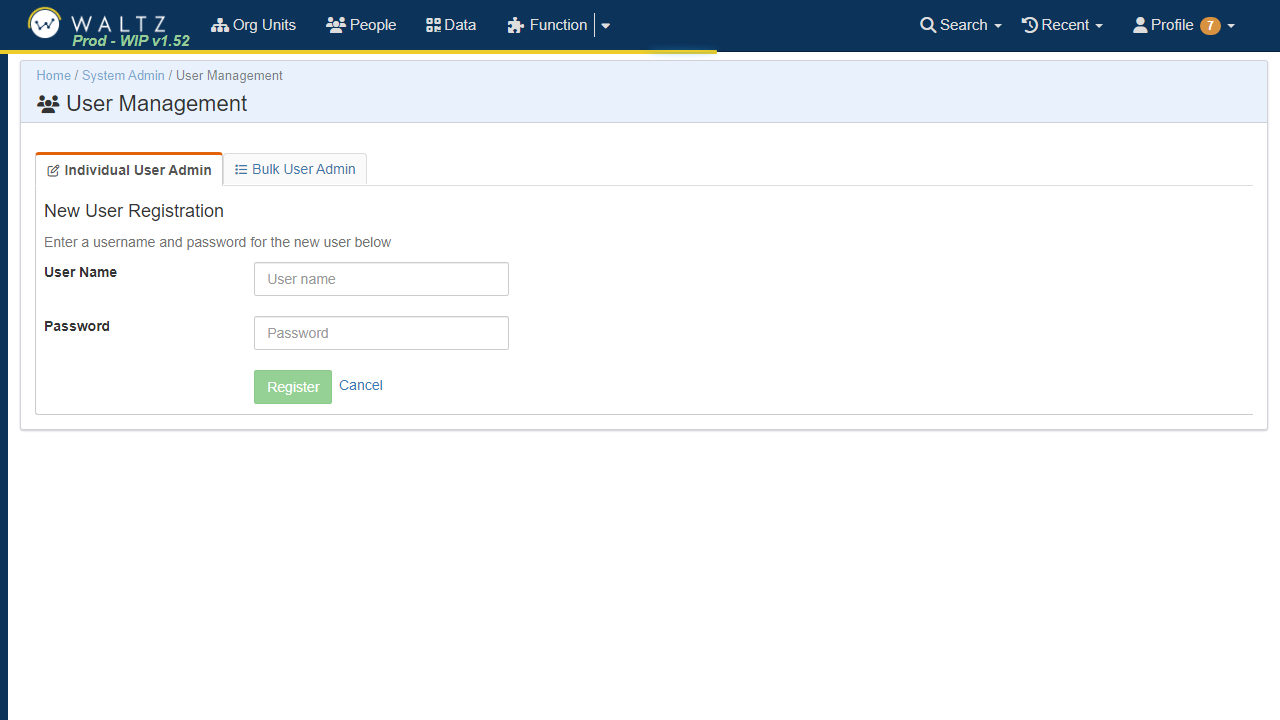 WALTZ
Prod - WIP v1.52
Org Units
People
Data
Function
Search
Recent
Profile 7
Home / System Admin / User Management
User Management
Individual User Admin
Bulk User Admin
New User Registration
Enter a username and password for the new user below
User Name
User name
Password
Password
Register Cancel